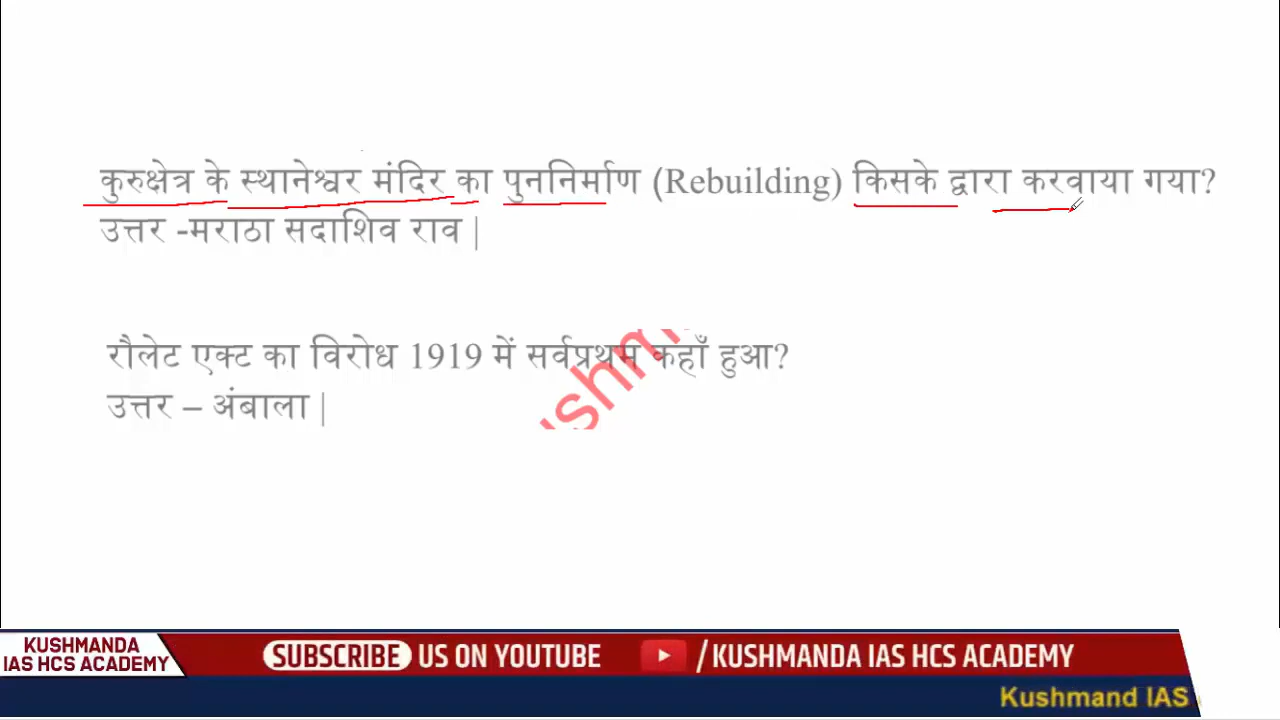 कुरुक्षेत्र के स्थानेश्वर मंदिर का पुननिर्माण (Rebuilding) किसके द्वारा करवाया गया?
उत्तर -मराठा सदाशिव राव |
रौलेट एक्ट का विरोध 1919 में सर्वप्रथम कहाँ हुआ?
उत्तर – अंबाला |
KUSHMANDA
IAS HCS ACADEMY
SUBSCRIBE US ON YOUTUBE
/KUSHMANDA IAS HCS ACADEMY
Kushmand IAS